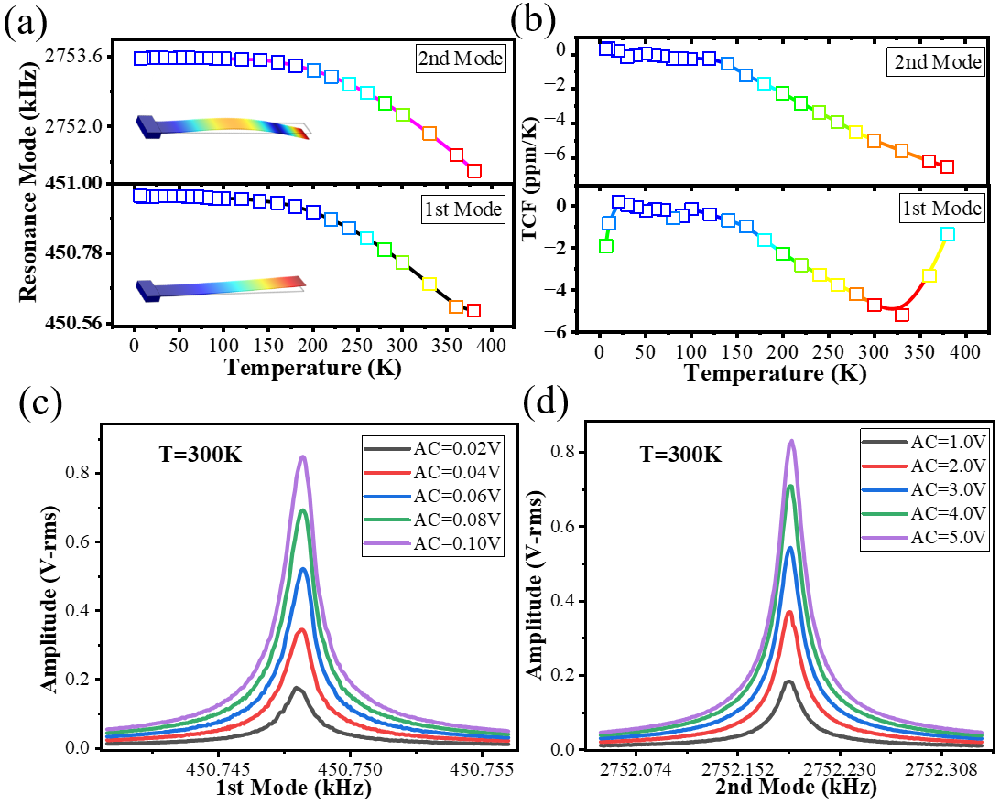 (a)
2753.6
2752.0
451.00
450.78
450.56
Resonance Mode (kHz)
2nd Mode
1st Mode
0 50 100 150 200 250 300 350 400
Temperature (K)
(b)
0
−2
−4
−6
0
−2
−4
−6
TCF (ppm/K)
2nd Mode
1st Mode
0 50 100 150 200 250 300 350 400
Temperature (K)
(c)
T=300K
AC=0.02V
AC=0.04V
AC=0.06V
AC=0.08V
AC=0.10V
0.8
0.6
0.4
0.2
0.0
Amplitude (V-rms)
450.745 450.750 450.755
1st Mode (kHz)
(d)
T=300K
AC=1.0V
AC=2.0V
AC=3.0V
AC=4.0V
AC=5.0V
0.8
0.6
0.4
0.2
0.0
Amplitude (V-rms)
2752.074 2752.152 2752.230 2752.308
2nd Mode (kHz)